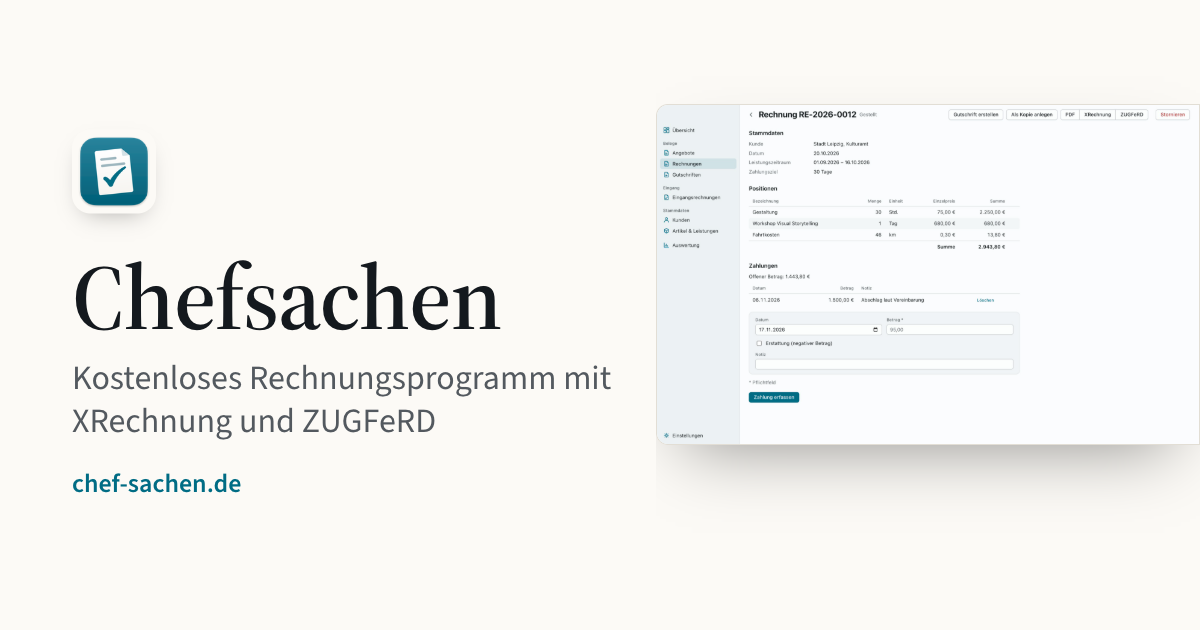 Chefsachen
Kostenloses Rechnungsprogramm mit
XRechnung und ZUGFeRD
chef-sachen.de
Übersicht
Belege
Angebote
Rechnungen
Gutschriften
Eingang
Eingangsrechnungen
Stammdaten
Kunden
Artikel & Leistungen
Auswertung
Einstellungen
Rechnung RE-2026-0012 Gestellt
Gutschrift erstellen Als Kopie anlegen PDF XRechnung ZUGFeRD Stornieren
Stammdaten
Kunde Stadt Leipzig, Kulturamt
Datum 20.10.2026
Leistungszeitraum 01.09.2026 – 16.10.2026
Zahlungsziel 30 Tage
Positionen
Bezeichnung Menge Einheit Einzelpreis Summe
Gestaltung 30 Std. 75,00 € 2.250,00 €
Workshop Visual Storytelling 1 Tag 680,00 € 680,00 €
Fahrtkosten 46 km 0,30 € 13,80 €
Summe 2.943,80 €
Zahlungen
Offener Betrag: 1.443,80 €
Datum Betrag Notiz
06.11.2026 1.500,00 € Abschlag laut Vereinbarung Löschen
Datum Betrag *
17.11.2026 95,00
Erstattung (negativer Betrag)
Notiz
* Pflichtfeld
Zahlung erfassen